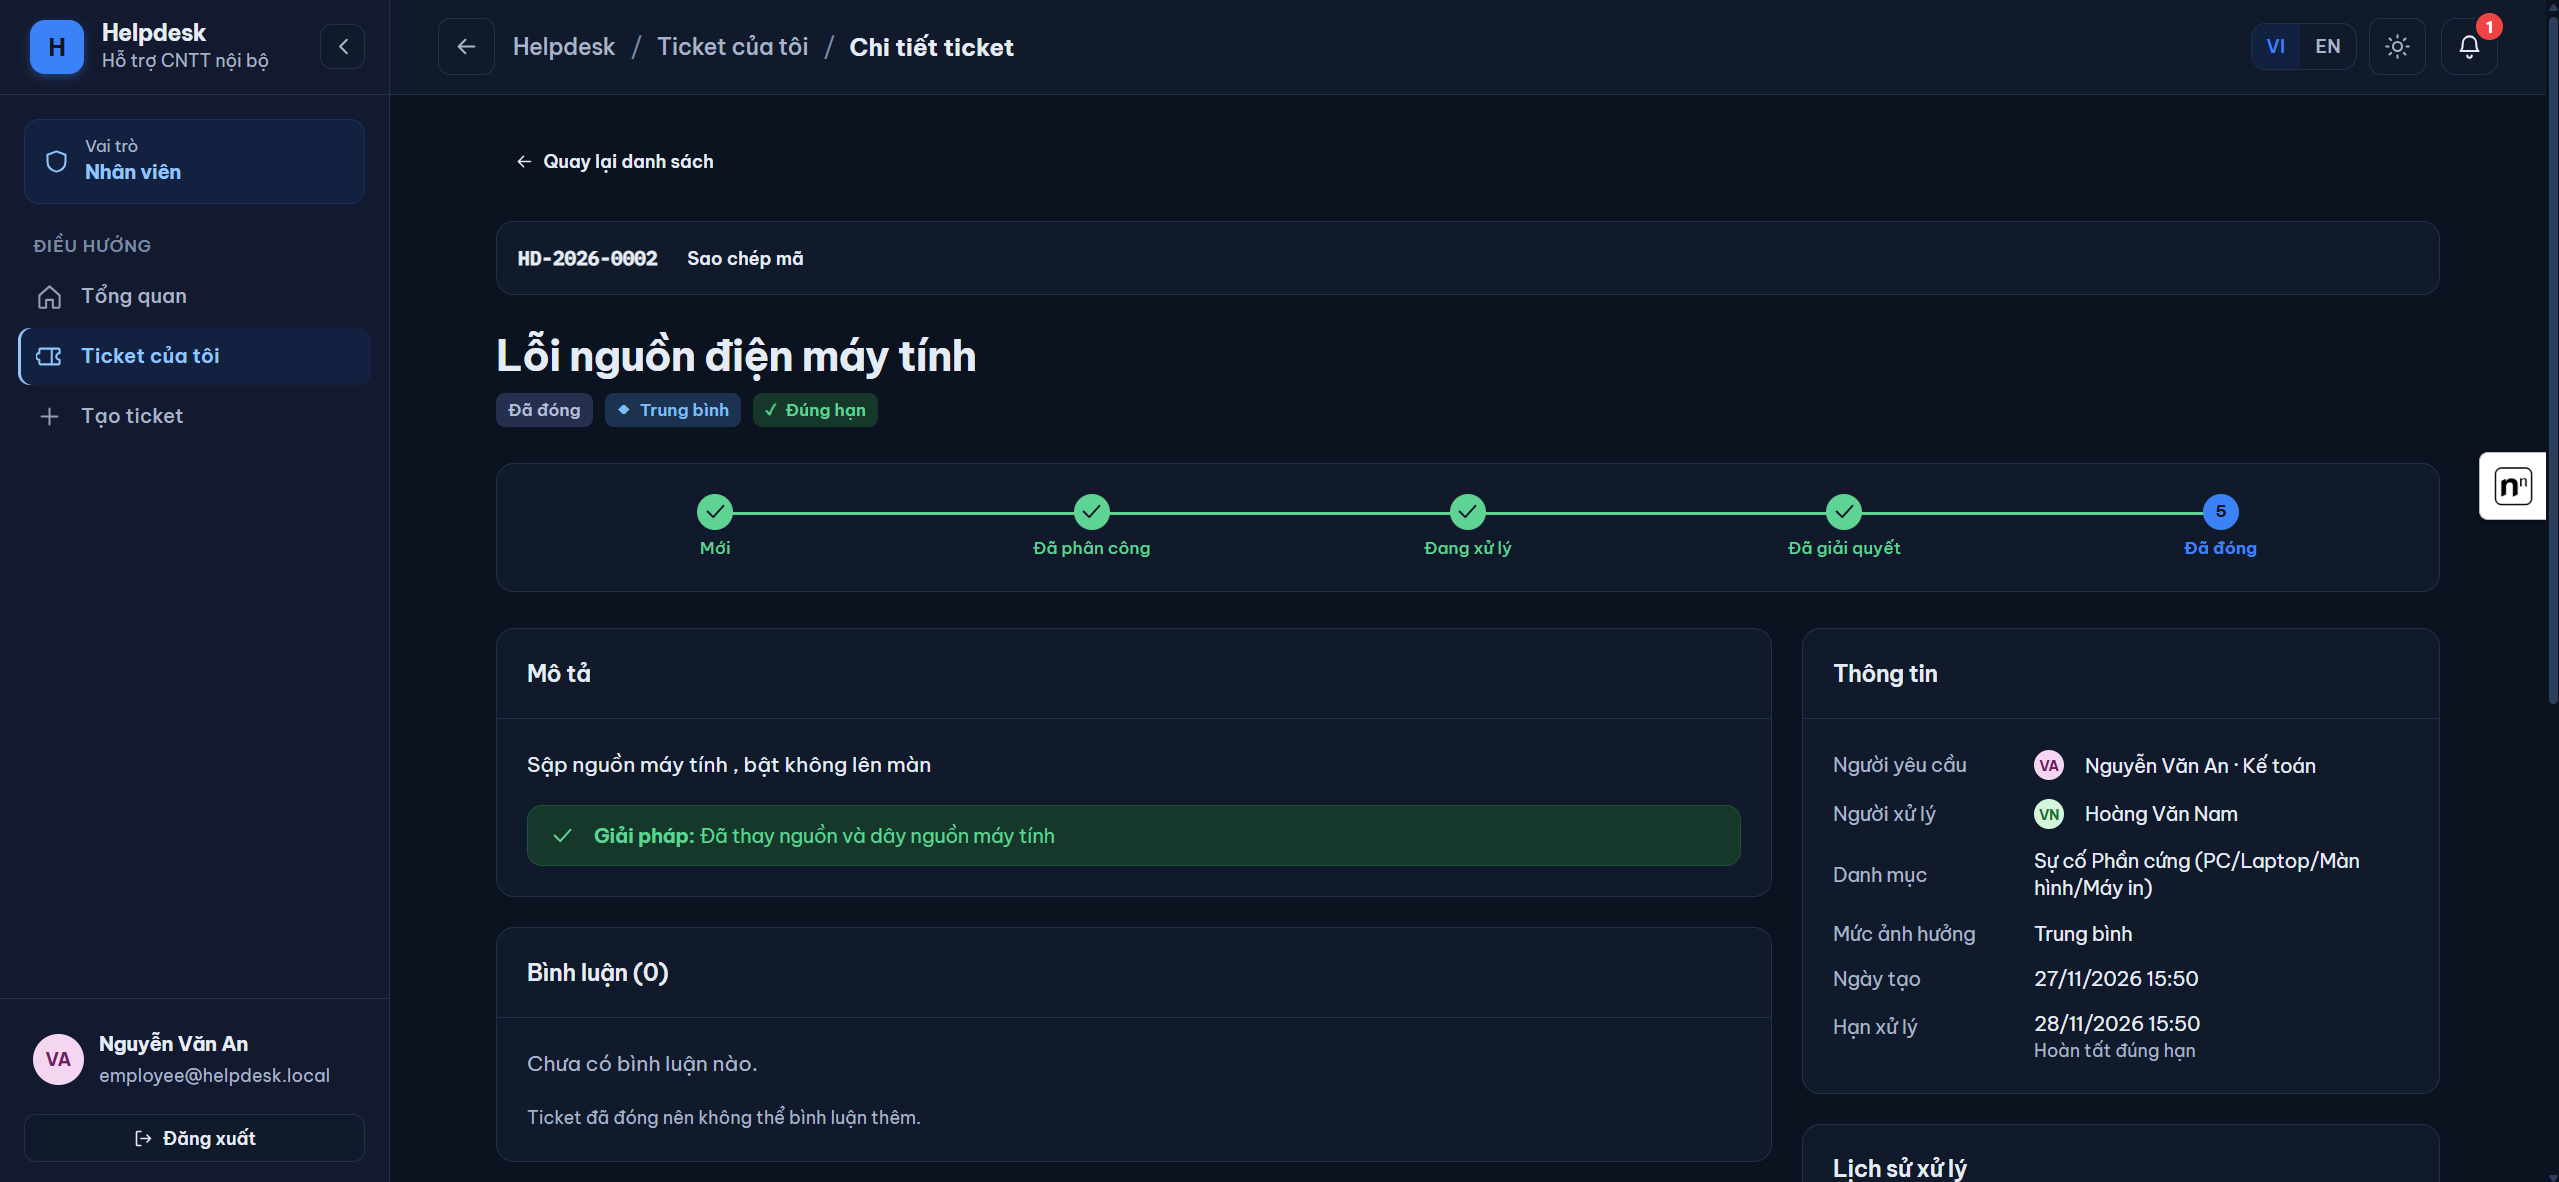 H
Helpdesk
Hỗ trợ CNTT nội bộ
Vai trò
Nhân viên
ĐIỀU HƯỚNG
Tổng quan
Ticket của tôi
Tạo ticket
VA
Nguyễn Văn An
employee@helpdesk.local
Đăng xuất
Helpdesk / Ticket của tôi / Chi tiết ticket
VI EN
1
Quay lại danh sách
HD-2026-0002 Sao chép mã
Lỗi nguồn điện máy tính
Đã đóng Trung bình Đúng hạn
5
Mới Đã phân công Đang xử lý Đã giải quyết Đã đóng
Mô tả
Sập nguồn máy tính , bật không lên màn
Giải pháp: Đã thay nguồn và dây nguồn máy tính
Bình luận (0)
Chưa có bình luận nào.
Ticket đã đóng nên không thể bình luận thêm.
Thông tin
Người yêu cầu VA Nguyễn Văn An · Kế toán
Người xử lý VN Hoàng Văn Nam
Danh mục Sự cố Phần cứng (PC/Laptop/Màn
hình/Máy in)
Mức ảnh hưởng Trung bình
Ngày tạo 27/11/2026 15:50
Hạn xử lý 28/11/2026 15:50
Hoàn tất đúng hạn
Lịch sử xử lý
nⁿ